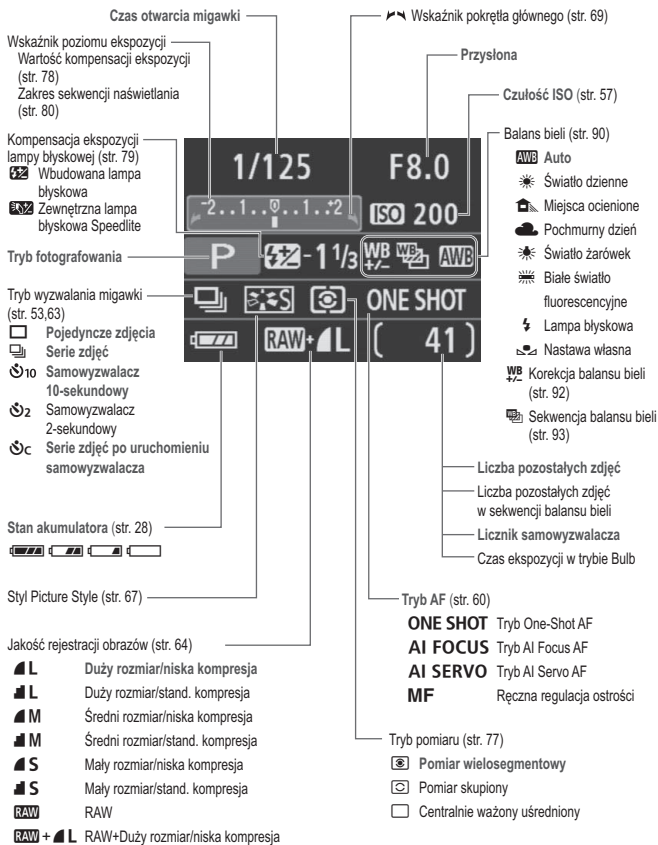 Czas otwarcia migawki
Wskaźnik pokrętła głównego (str. 69)
Wskaźnik poziomu ekspozycji
Wartość kompensacji ekspozycji
(str. 78)
Zakres sekwencji naświetlania
(str. 80)
Przysłona
Czułość ISO (str. 57)
Kompensacja ekspozycji
lampy błyskowej (str. 79)
Wbudowana lampa
błyskowa
Zewnętrzna lampa
błyskowa Speedlite
Tryb fotografowania
Tryb wyzwalania migawki
(str. 53,63)
Pojedyncze zdjęcia
Serie zdjęć
10 Samowyzwalacz
10-sekundowy
2 Samowyzwalacz
2-sekundowy
C Serie zdjęć po uruchomieniu
samowyzwalacza
Stan akumulatora (str. 28)
1/125 F8.0
-2..1..0..1..+2 ISO 200
P -1 1/3 WB +/- WB AWB
S ONE SHOT
RAW+ L [ 41 ]
Balans bieli (str. 90)
AWB Auto
Światło dzienne
Miejsca ocienione
Pochmurny dzień
Światło żarówek
Białe światło
fluorescencyjne
Lampa błyskowa
Nastawa własna
WB +/- Korekcja balansu bieli
(str. 92)
WB Sekwencja balansu bieli
(str. 93)
Liczba pozostałych zdjęć
Liczba pozostałych zdjęć
w sekwencji balansu bieli
Licznik samowyzwalacza
Czas ekspozycji w trybie Bulb
Styl Picture Style (str. 67)
Tryb AF (str. 60)
ONE SHOT Tryb One-Shot AF
AI FOCUS Tryb AI Focus AF
AI SERVO Tryb AI Servo AF
MF Ręczna regulacja ostrości
Jakość rejestracji obrazów (str. 64)
L Duży rozmiar/niska kompresja
L Duży rozmiar/stand. kompresja
M Średni rozmiar/niska kompresja
M Średni rozmiar/stand. kompresja
S Mały rozmiar/niska kompresja
S Mały rozmiar/stand. kompresja
RAW RAW
RAW + L RAW+Duży rozmiar/niska kompresja
Tryb pomiaru (str. 77)
Pomiar wielosegmentowy
Pomiar skupiony
Centralnie ważony uśredniony